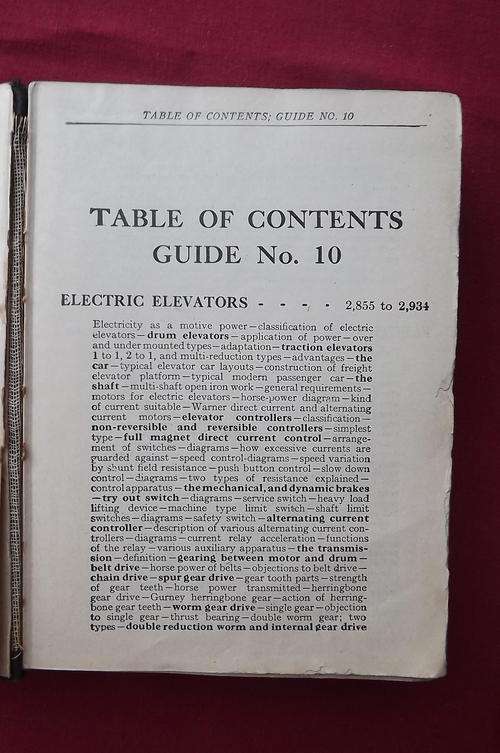 TABLE OF CONTENTS; GUIDE NO. 10
TABLE OF CONTENTS
GUIDE No. 10
ELECTRIC ELEVATORS - - - - 2,855 to 2,934
Electricity as a motive power—classification of electric
elevators—drum elevators—application of power—over
and under mounted types—adaptation—traction elevators
1 to 1, 2 to 1, and multi-reduction types—advantages—the
car—typical elevator car layouts—construction of freight
elevator platform—typical modern passenger car—the
shaft—multi-shaft open iron work—general requirements—
motors for electric elevators—horse-power diagram—kind
of current suitable—Warner direct current and alternating
current motors—elevator controllers—classification—
non-reversible and reversible controllers—simplest
type—full magnet direct current control—arrange-
ment of switches—diagrams—how excessive currents are
guarded against—speed control-diagrams—speed variation
by shunt field resistance—push button control—slow down
control—diagrams—two types of resistance explained—
control apparatus—the mechanical, and dynamic brakes
—try out switch—diagrams—service switch—heavy load
lifting device—machine type limit switch—shaft limit
switches—diagrams—safety switch—alternating current
controller—description of various alternating current con-
trollers—diagrams—current relay acceleration—functions
of the relay—various auxiliary apparatus—the transmis-
sion—definition—gearing between motor and drum—
belt drive—horse power of belts—objections to belt drive—
chain drive—spur gear drive—gear tooth parts—strength
of gear teeth—horse power transmitted—herringbone
gear drive—Gurney herringbone gear—action of herring-
bone gear teeth—worm gear drive—single gear—objection
to single gear—thrust bearing—double worm gear; two
types—double reduction worm and internal gear drive